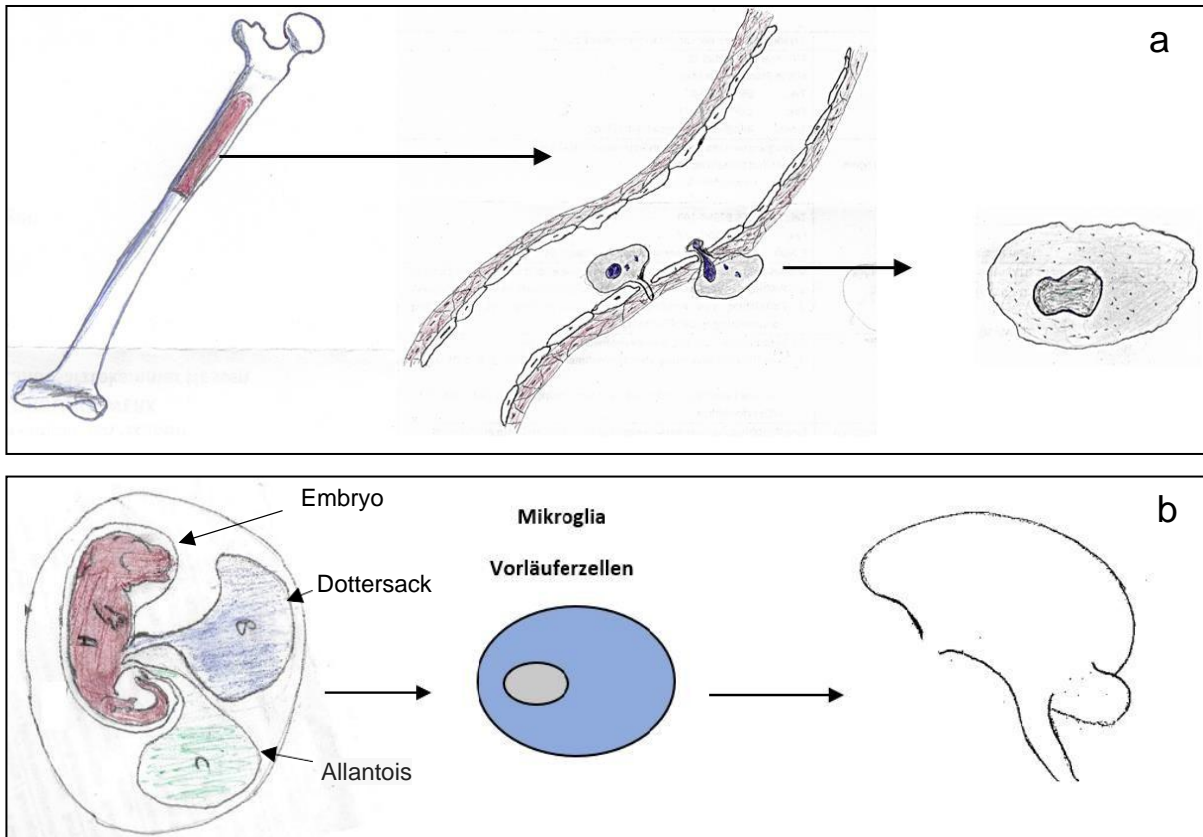 a
b
Embryo
Dottersack
Allantois
A
B
C
Mikroglia
Vorläuferzellen